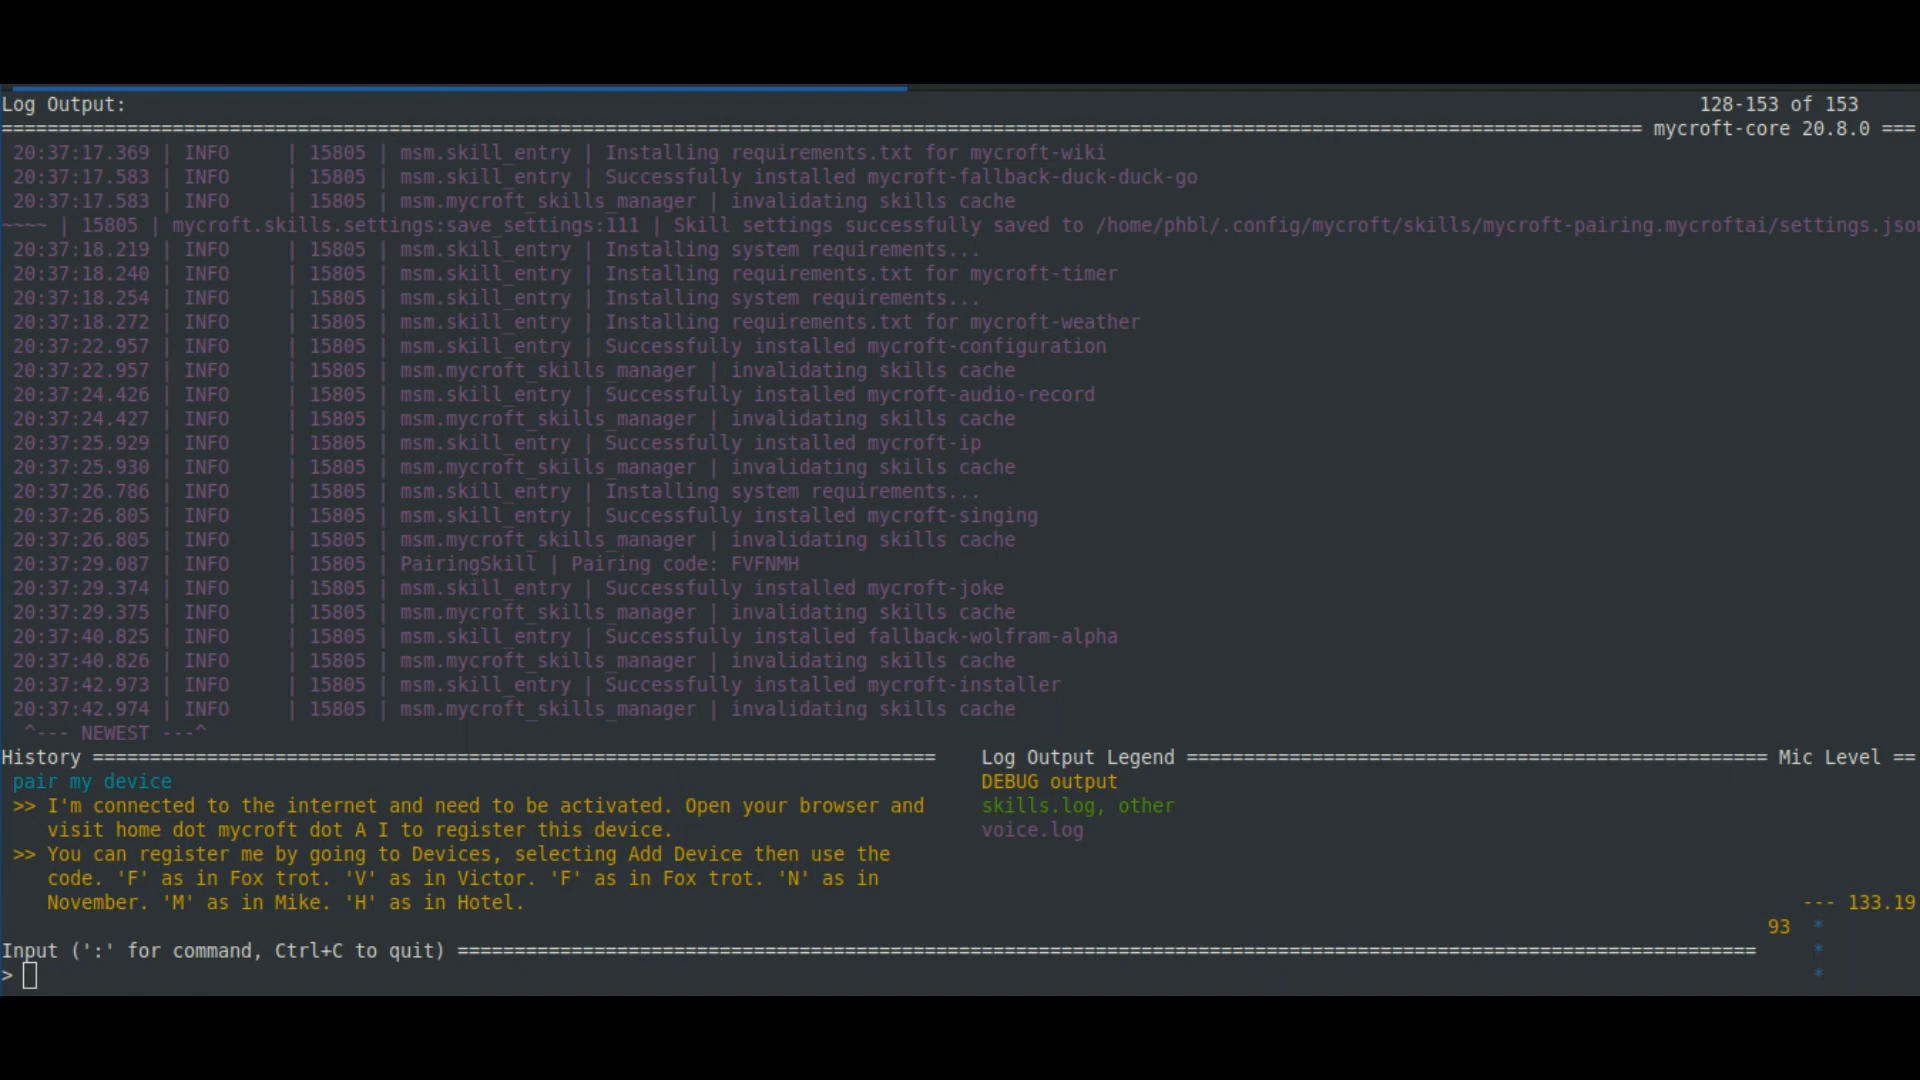 Log Output: 128-153 of 153
================================================================================ mycroft-core 20.8.0 ===
20:37:17.369 | INFO     | 15805 | msm.skill_entry | Installing requirements.txt for mycroft-wiki
20:37:17.583 | INFO     | 15805 | msm.skill_entry | Successfully installed mycroft-fallback-duck-duck-go
20:37:17.583 | INFO     | 15805 | msm.mycroft_skills_manager | invalidating skills cache
~~~~ | 15805 | mycroft.skills.settings:save_settings:111 | Skill settings successfully saved to /home/phbl/.config/mycroft/skills/mycroft-pairing.mycroftai/settings.json
20:37:18.219 | INFO     | 15805 | msm.skill_entry | Installing system requirements...
20:37:18.240 | INFO     | 15805 | msm.skill_entry | Installing requirements.txt for mycroft-timer
20:37:18.254 | INFO     | 15805 | msm.skill_entry | Installing system requirements...
20:37:18.272 | INFO     | 15805 | msm.skill_entry | Installing requirements.txt for mycroft-weather
20:37:22.957 | INFO     | 15805 | msm.skill_entry | Successfully installed mycroft-configuration
20:37:22.957 | INFO     | 15805 | msm.mycroft_skills_manager | invalidating skills cache
20:37:24.426 | INFO     | 15805 | msm.skill_entry | Successfully installed mycroft-audio-record
20:37:24.427 | INFO     | 15805 | msm.mycroft_skills_manager | invalidating skills cache
20:37:25.929 | INFO     | 15805 | msm.skill_entry | Successfully installed mycroft-ip
20:37:25.930 | INFO     | 15805 | msm.mycroft_skills_manager | invalidating skills cache
20:37:26.786 | INFO     | 15805 | msm.skill_entry | Installing system requirements...
20:37:26.805 | INFO     | 15805 | msm.skill_entry | Successfully installed mycroft-singing
20:37:26.805 | INFO     | 15805 | msm.mycroft_skills_manager | invalidating skills cache
20:37:29.087 | INFO     | 15805 | PairingSkill | Pairing code: FVFNMH
20:37:29.374 | INFO     | 15805 | msm.skill_entry | Successfully installed mycroft-joke
20:37:29.375 | INFO     | 15805 | msm.mycroft_skills_manager | invalidating skills cache
20:37:40.825 | INFO     | 15805 | msm.skill_entry | Successfully installed fallback-wolfram-alpha
20:37:40.826 | INFO     | 15805 | msm.mycroft_skills_manager | invalidating skills cache
20:37:42.973 | INFO     | 15805 | msm.skill_entry | Successfully installed mycroft-installer
20:37:42.974 | INFO     | 15805 | msm.mycroft_skills_manager | invalidating skills cache
^--- NEWEST ---^
History ==========================================================================
pair my device
>> I'm connected to the internet and need to be activated. Open your browser and
visit home dot mycroft dot A I to register this device.
>> You can register me by going to Devices, selecting Add Device then use the
code. 'F' as in Fox trot. 'V' as in Victor. 'F' as in Fox trot. 'N' as in
November. 'M' as in Mike. 'H' as in Hotel.
Log Output Legend =================================================== Mic Level ==
DEBUG output
skills.log, other
voice.log
--- 133.19
93 *
*
*
Input (':' for command, Ctrl+C to quit) ==========================================
>